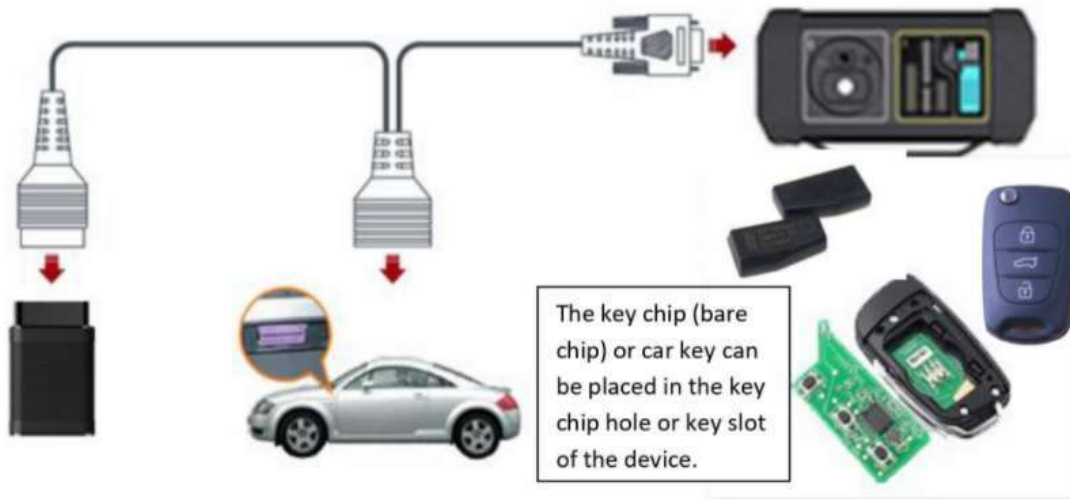 The key chip (bare
chip) or car key can
be placed in the key
chip hole or key slot
of the device.